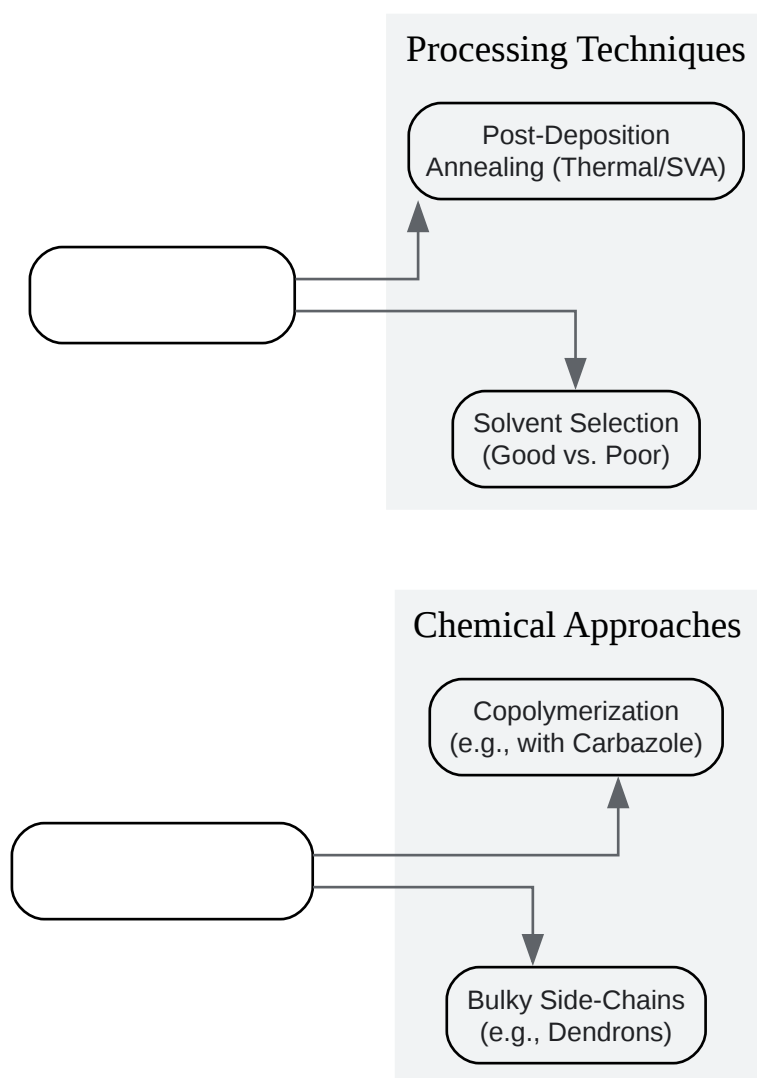 Processing Techniques
Post-Deposition
Annealing (Thermal/SVA)
Solvent Selection
(Good vs. Poor)
Chemical Approaches
Copolymerization
(e.g., with Carbazole)
Bulky Side-Chains
(e.g., Dendrons)